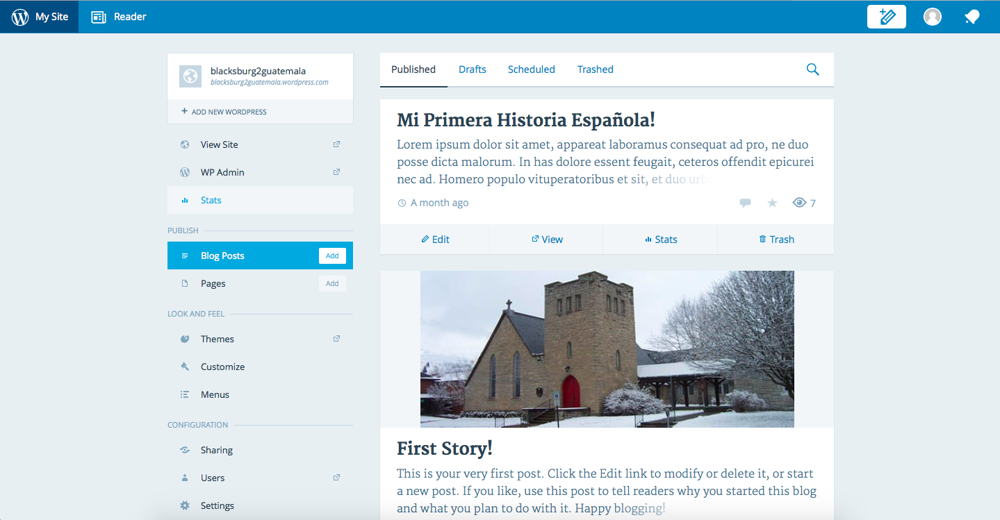 My Site
Reader
blacksburg2guatemala
blacksburg2guatemala.wordpress.com
+ ADD NEW WORDPRESS
View Site
WP Admin
Stats
PUBLISH
Blog Posts Add
Pages Add
LOOK AND FEEL
Themes
Customize
Menus
CONFIGURATION
Sharing
Users
Settings
Published Drafts Scheduled Trashed
Mi Primera Historia Española!
Lorem ipsum dolor sit amet, appareat laboramus consequat ad pro, ne duo
posse dicta malorum. In has dolore essent feugait, ceteros offendit epicurei
nec ad. Homero populo vituperatoribus et sit, et duo
A month ago 7
Edit View Stats Trash
First Story!
This is your very first post. Click the Edit link to modify or delete it, or start
a new post. If you like, use this post to tell readers why you started this blog
and what you plan to do with it. Happy blogging!